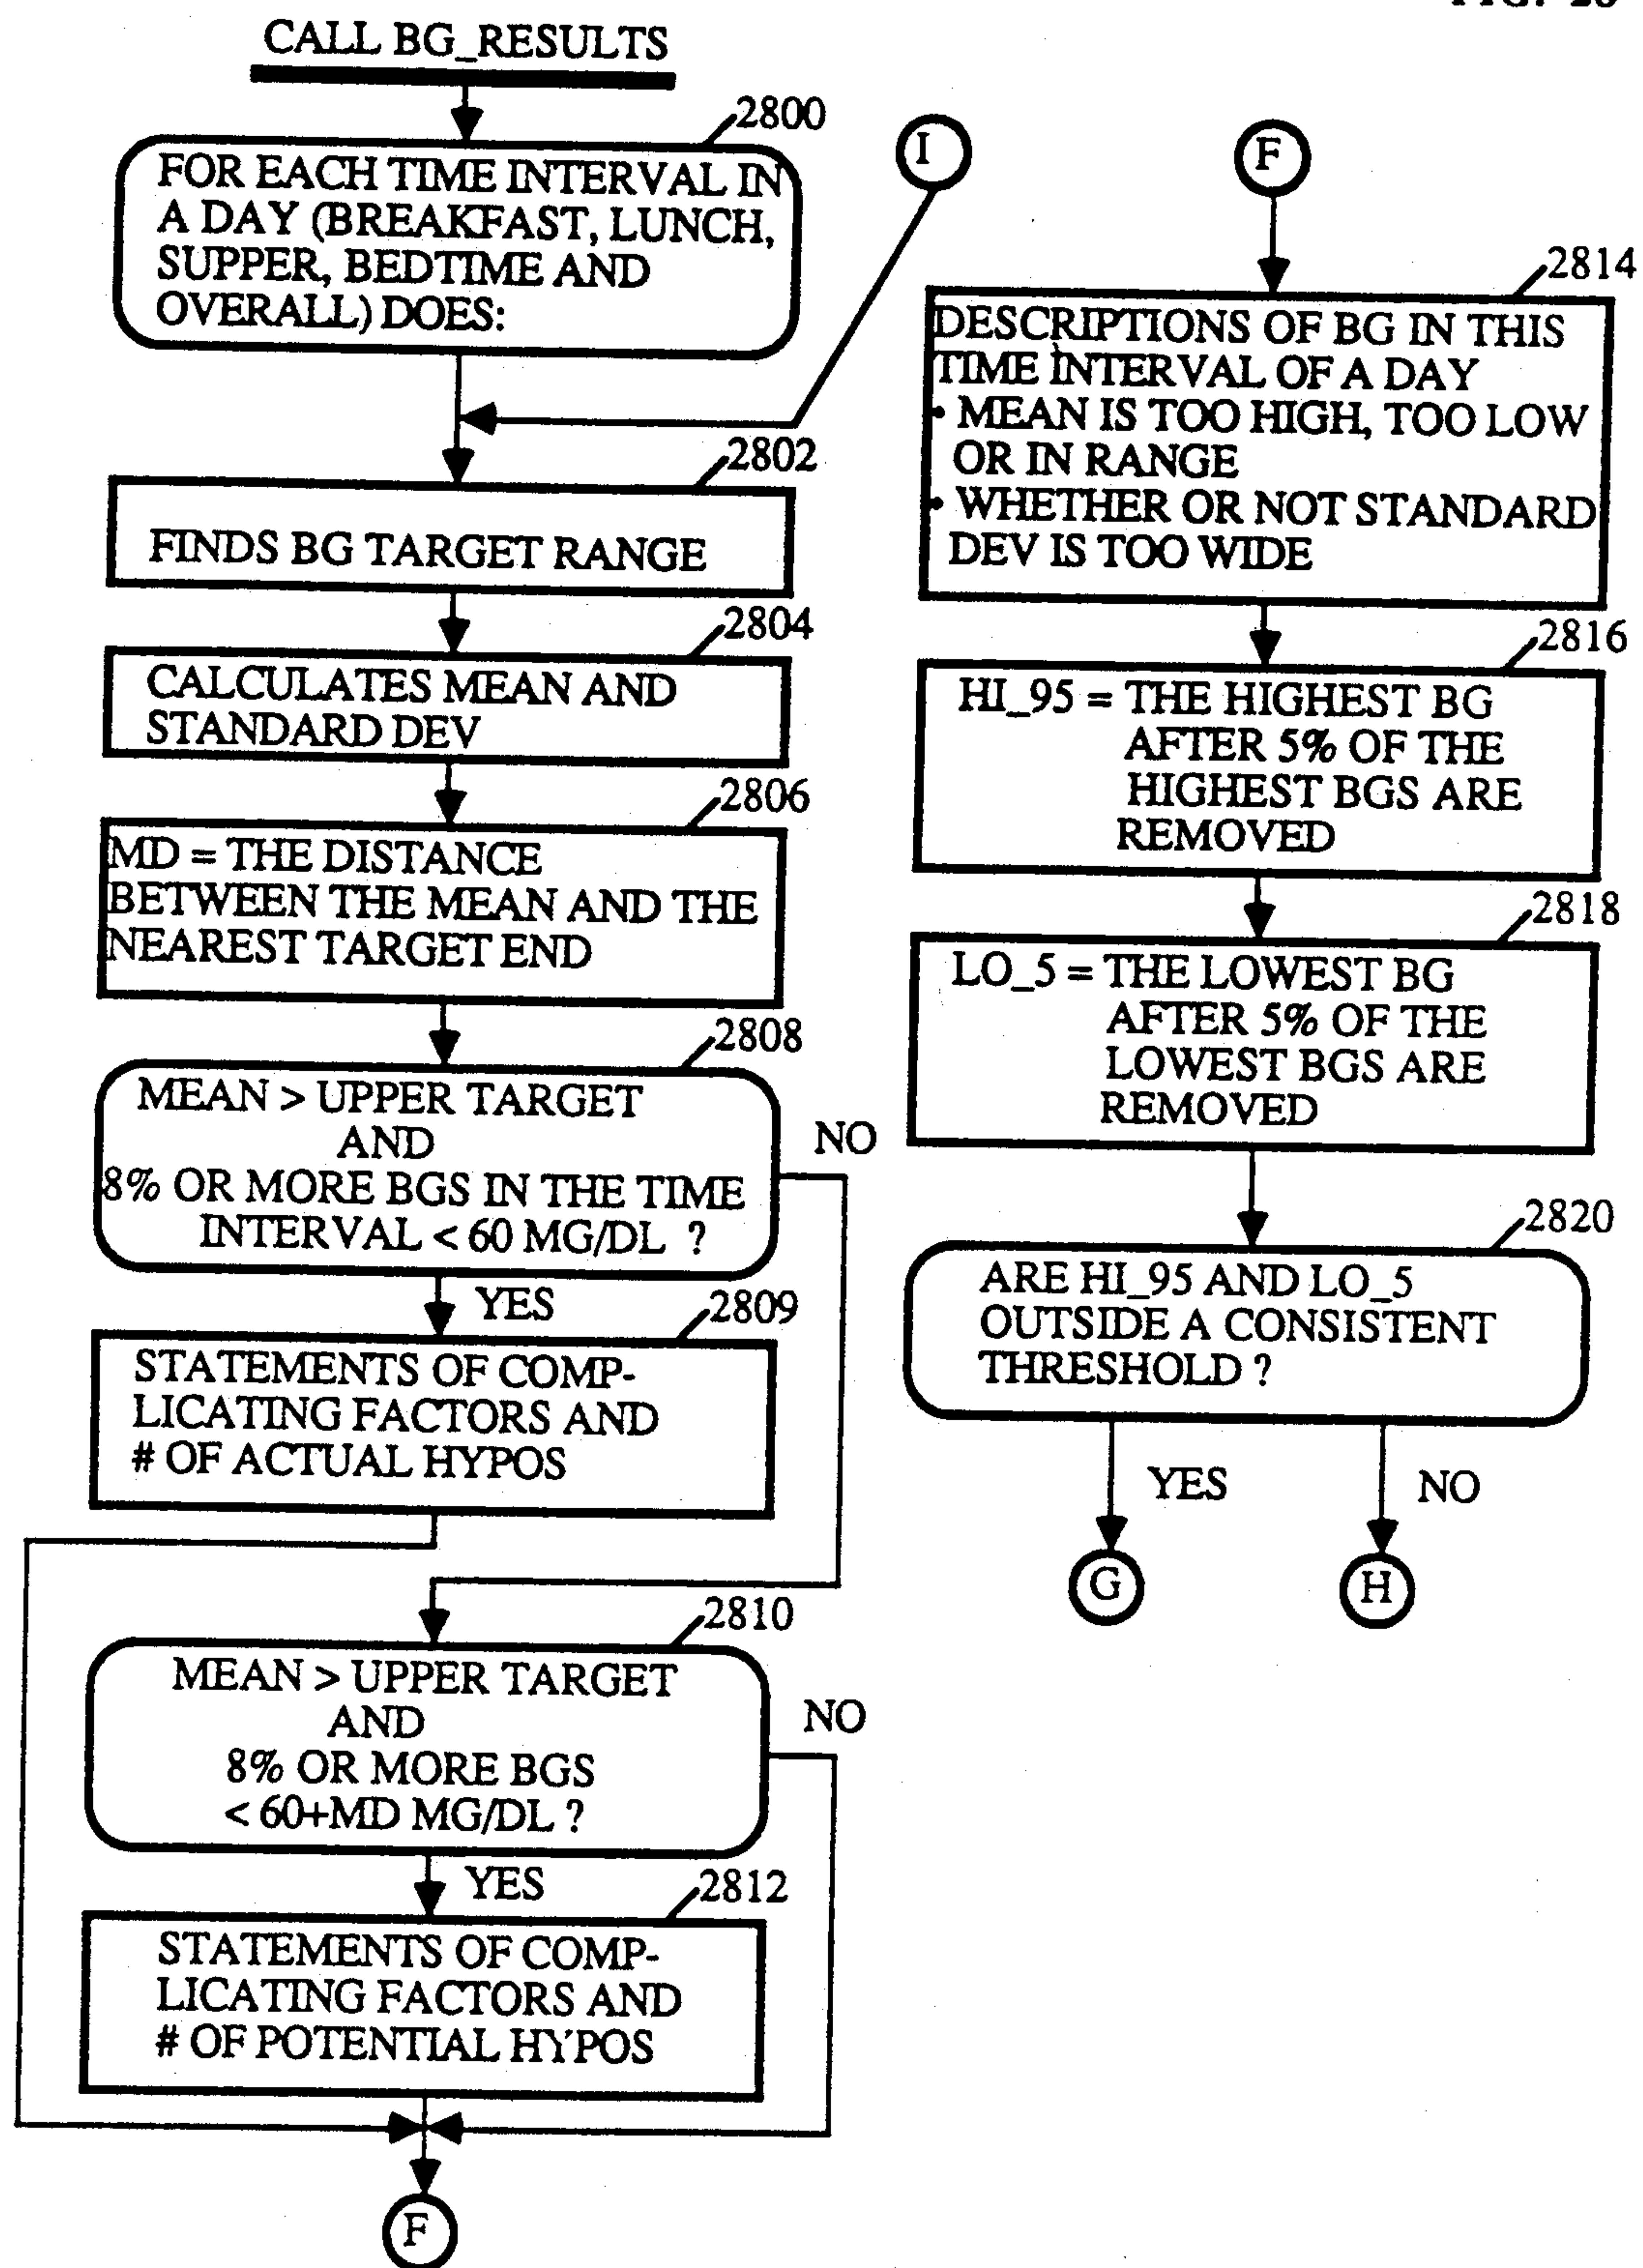 CALL BG_RESULTS
2800
FOR EACH TIME INTERVAL IN
A DAY (BREAKFAST, LUNCH,
SUPPER, BEDTIME AND
OVERALL) DOES:
2802
FINDS BG TARGET RANGE
2804
CALCULATES MEAN AND
STANDARD DEV
2806
MD = THE DISTANCE
BETWEEN THE MEAN AND THE
NEAREST TARGET END
2808
MEAN > UPPER TARGET
AND
8% OR MORE BGS IN THE TIME
INTERVAL < 60 MG/DL ?
NO
YES
2809
STATEMENTS OF COMP-
LICATING FACTORS AND
# OF ACTUAL HYPOS
2810
MEAN > UPPER TARGET
AND
8% OR MORE BGS
< 60+MD MG/DL ?
NO
YES
2812
STATEMENTS OF COMP-
LICATING FACTORS AND
# OF POTENTIAL HYPOS
F
I
F
2814
DESCRIPTIONS OF BG IN THIS
TIME INTERVAL OF A DAY
• MEAN IS TOO HIGH, TOO LOW
OR IN RANGE
• WHETHER OR NOT STANDARD
DEV IS TOO WIDE
2816
HI_95 = THE HIGHEST BG
AFTER 5% OF THE
HIGHEST BGS ARE
REMOVED
2818
LO_5 = THE LOWEST BG
AFTER 5% OF THE
LOWEST BGS ARE
REMOVED
2820
ARE HI_95 AND LO_5
OUTSIDE A CONSISTENT
THRESHOLD ?
YES
NO
G
H